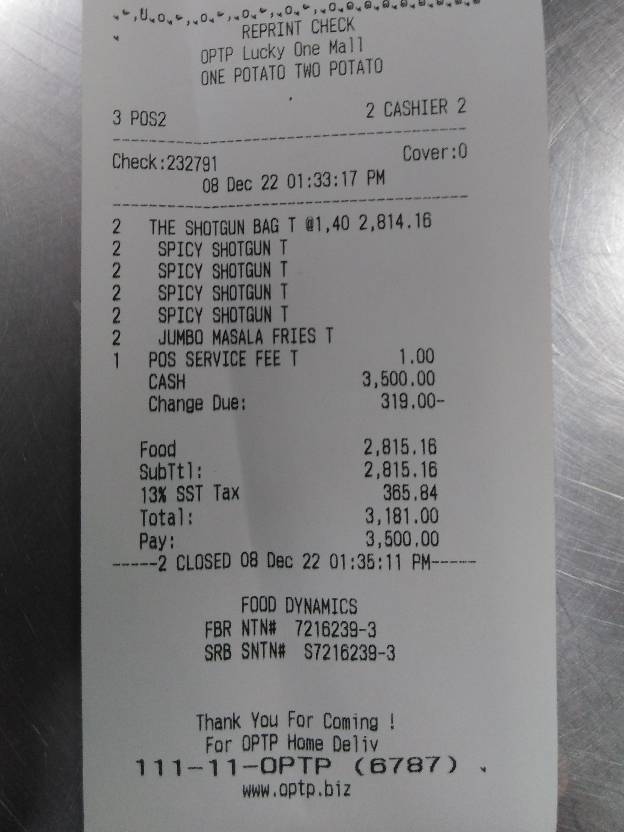 REPRINT CHECK
OPTP Lucky One Mall
ONE POTATO TWO POTATO
3 POS2 2 CASHIER 2
Check:232791 Cover:0
08 Dec 22 01:33:17 PM
2 THE SHOTGUN BAG T @1,40 2,814.16
2 SPICY SHOTGUN T
2 SPICY SHOTGUN T
2 SPICY SHOTGUN T
2 SPICY SHOTGUN T
2 JUMBO MASALA FRIES T
1 POS SERVICE FEE T 1.00
CASH 3,500.00
Change Due: 319.00-
Food 2,815.16
SubTtl: 2,815.16
13% SST Tax 365.84
Total: 3,181.00
Pay: 3,500.00
-----2 CLOSED 08 Dec 22 01:35:11 PM-----
FOOD DYNAMICS
FBR NTN# 7216239-3
SRB SNTN# S7216239-3
Thank You For Coming !
For OPTP Home Deliv
111-11-OPTP (6787)
www.optp.biz